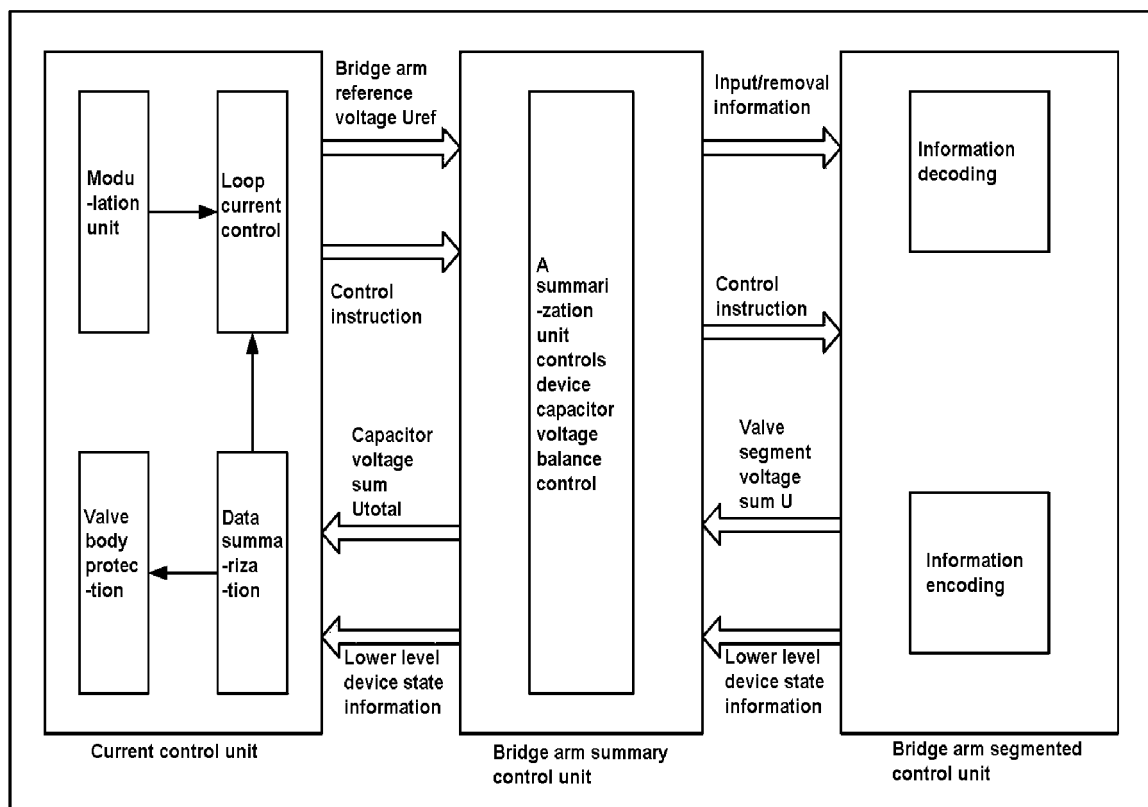 Modu
-lation
unit
Loop
current
control
Valve
body
protec
-tion
Data
summa
-riza
-tion
Current control unit
Bridge arm
reference
voltage Uref
Control
instruction
Capacitor
voltage
sum
Utotal
Lower level
device state
information
A
summari
-zation
unit
controls
device
capacitor
voltage
balance
control
Bridge arm summary
control unit
Input/removal
information
Control
instruction
Valve
segment
voltage
sum U
Lower level
device state
information
Information
decoding
Information
encoding
Bridge arm segmented
control unit